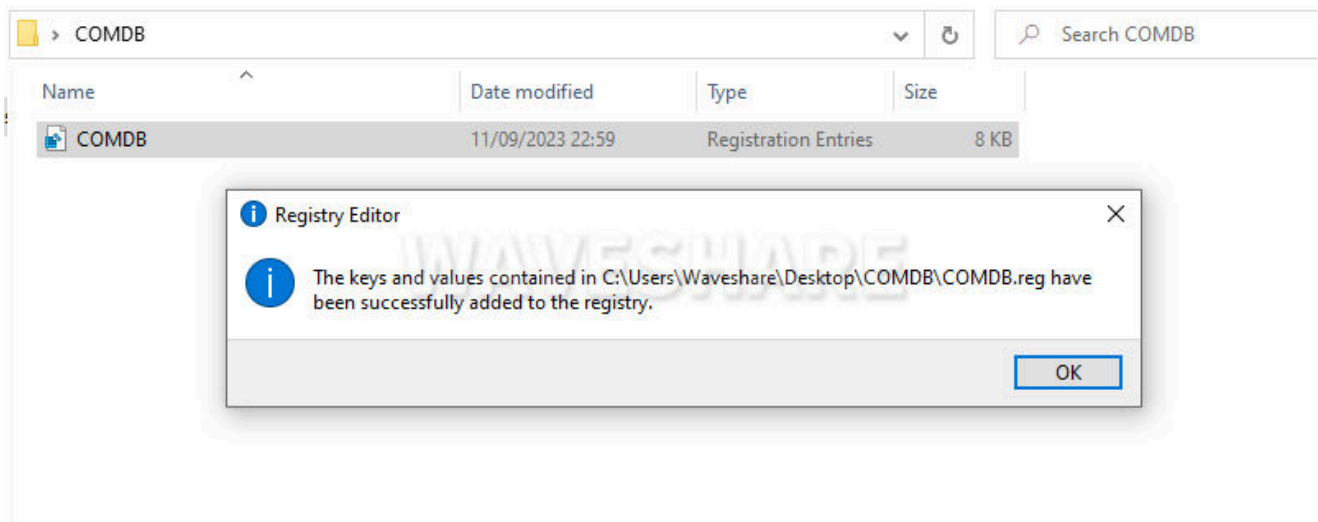 COMDB
Search COMDB
Name
Date modified
Type
Size
COMDB
11/09/2023 22:59
Registration Entries
8 KB
Registry Editor
WAVESHARE
The keys and values contained in C:\Users\Waveshare\Desktop\COMDB\COMDB.reg have
been successfully added to the registry.
OK